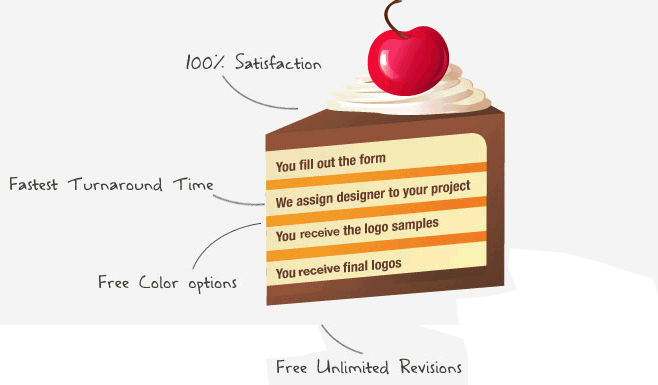 100% Satisfaction
You fill out the form
Fastest Turnaround Time
We assign designer to your project
You receive the logo samples
Free Color options
You receive final logos
Free Unlimited Revisions